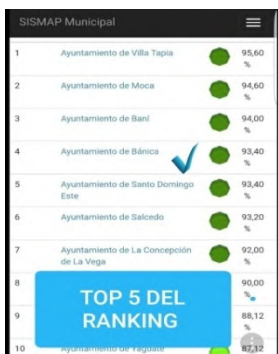 SISMAP Municipal
1 Ayuntamiento de Villa Tapia 95,60
%
2 Ayuntamiento de Moca 94,60
%
3 Ayuntamiento de Baní 94,00
%
4 Ayuntamiento de Bánica 93,40
%
5 Ayuntamiento de Santo Domingo 93,40
Este %
6 Ayuntamiento de Salcedo 93,20
%
7 Ayuntamiento de La Concepción 92,00
de La Vega %
8 90,00
%
TOP 5 DEL
RANKING
9 88,12
%
10 Ayuntamiento de Yaguate 87,12